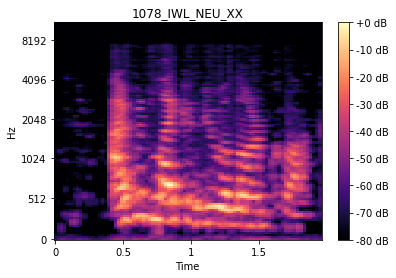 1078_IWL_NEU_XX
8192
4096
2048
1024
512
0
Hz
0
0.5
1
1.5
Time
+0 dB
-10 dB
-20 dB
-30 dB
-40 dB
-50 dB
-60 dB
-70 dB
-80 dB